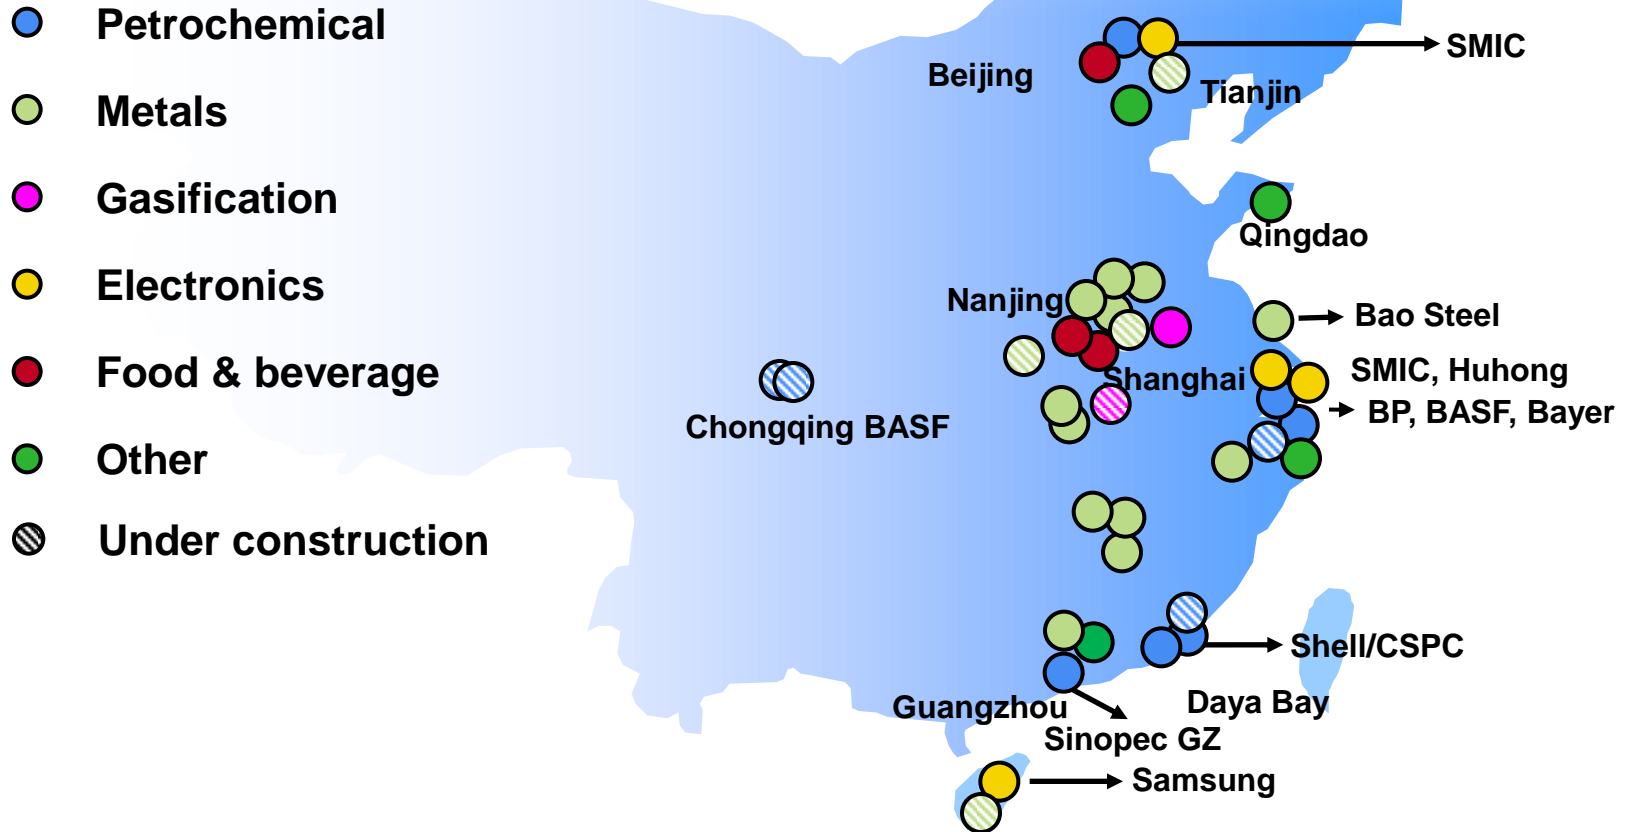 Petrochemical
Metals
Gasification
Electronics
Food & beverage
Other
Under construction
SMIC
Beijing
Tianjin
Qingdao
Nanjing
Bao Steel
Shanghai
SMIC, Huhong
BP, BASF, Bayer
Chongqing BASF
Shell/CSPC
Daya Bay
Guangzhou
Sinopec GZ
Samsung